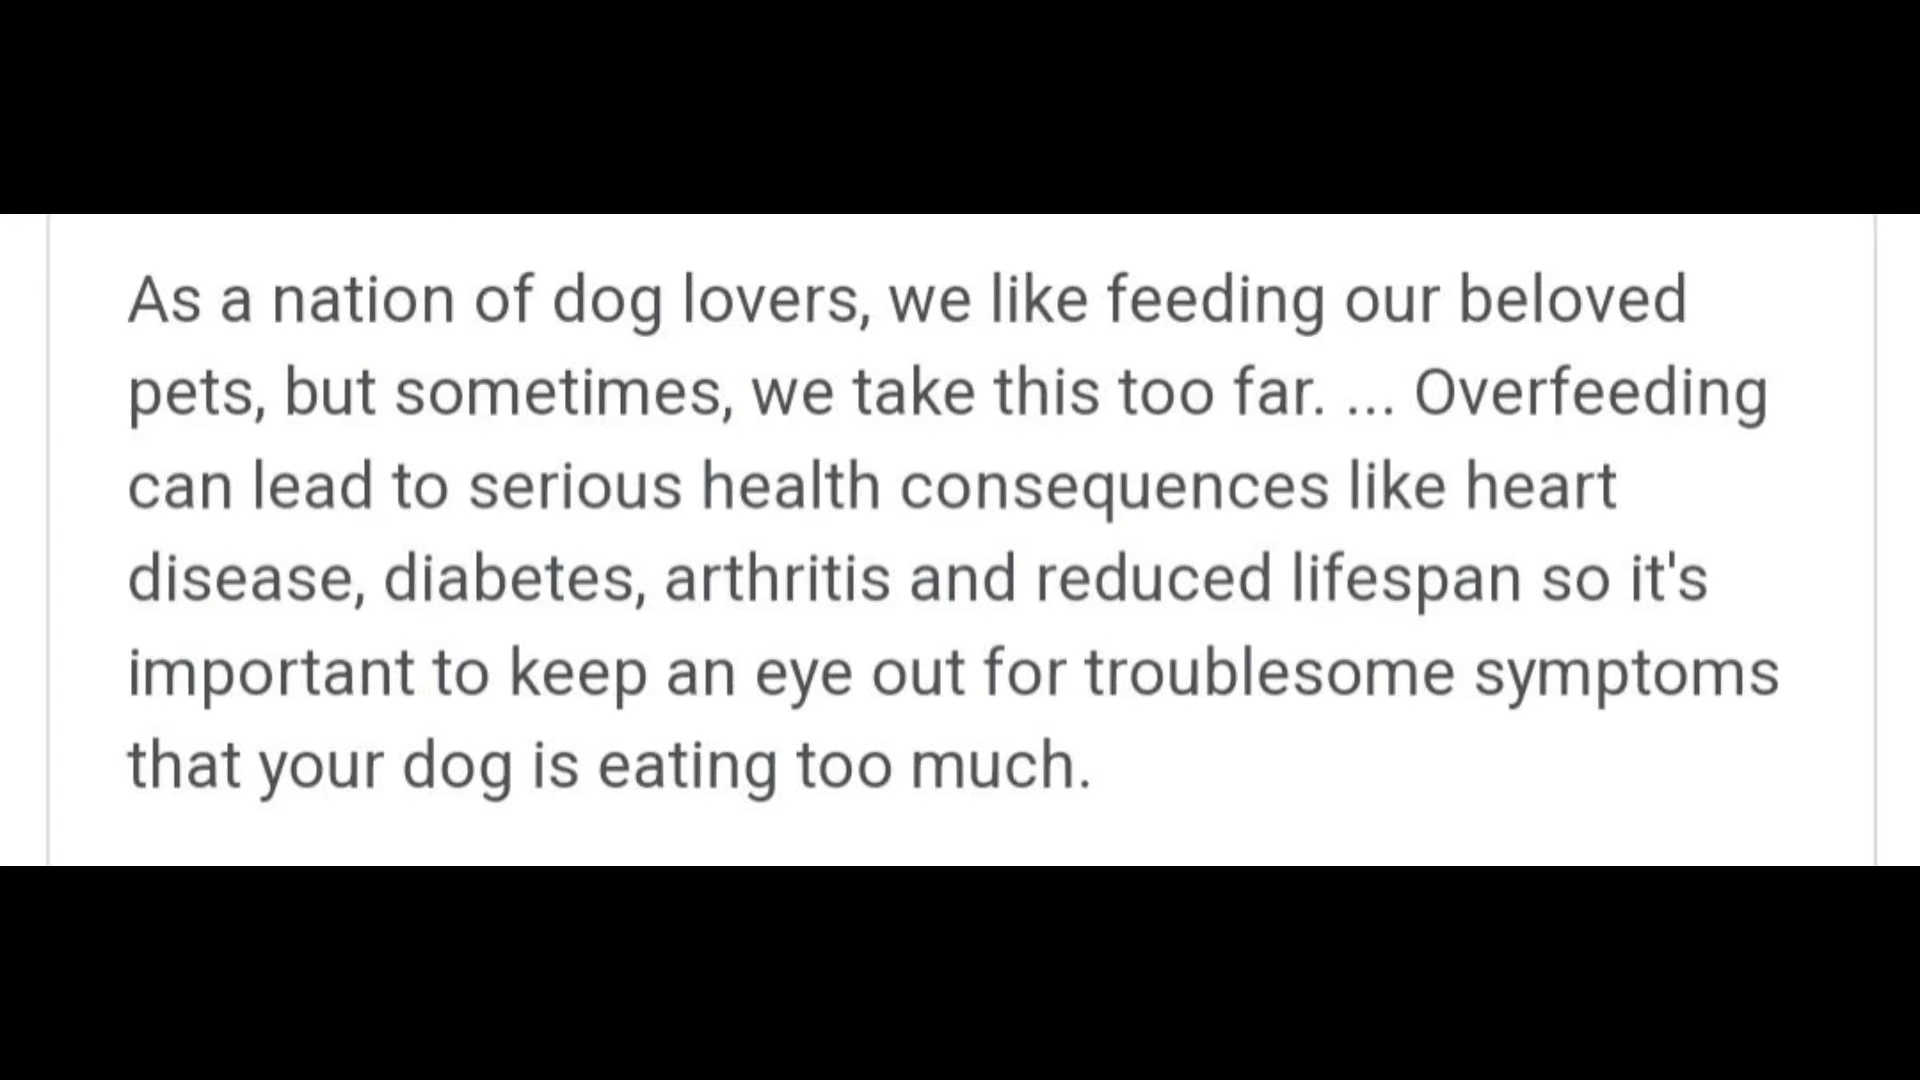 As a nation of dog lovers, we like feeding our beloved
pets, but sometimes, we take this too far. ... Overfeeding
can lead to serious health consequences like heart
disease, diabetes, arthritis and reduced lifespan so it's
important to keep an eye out for troublesome symptoms
that your dog is eating too much.